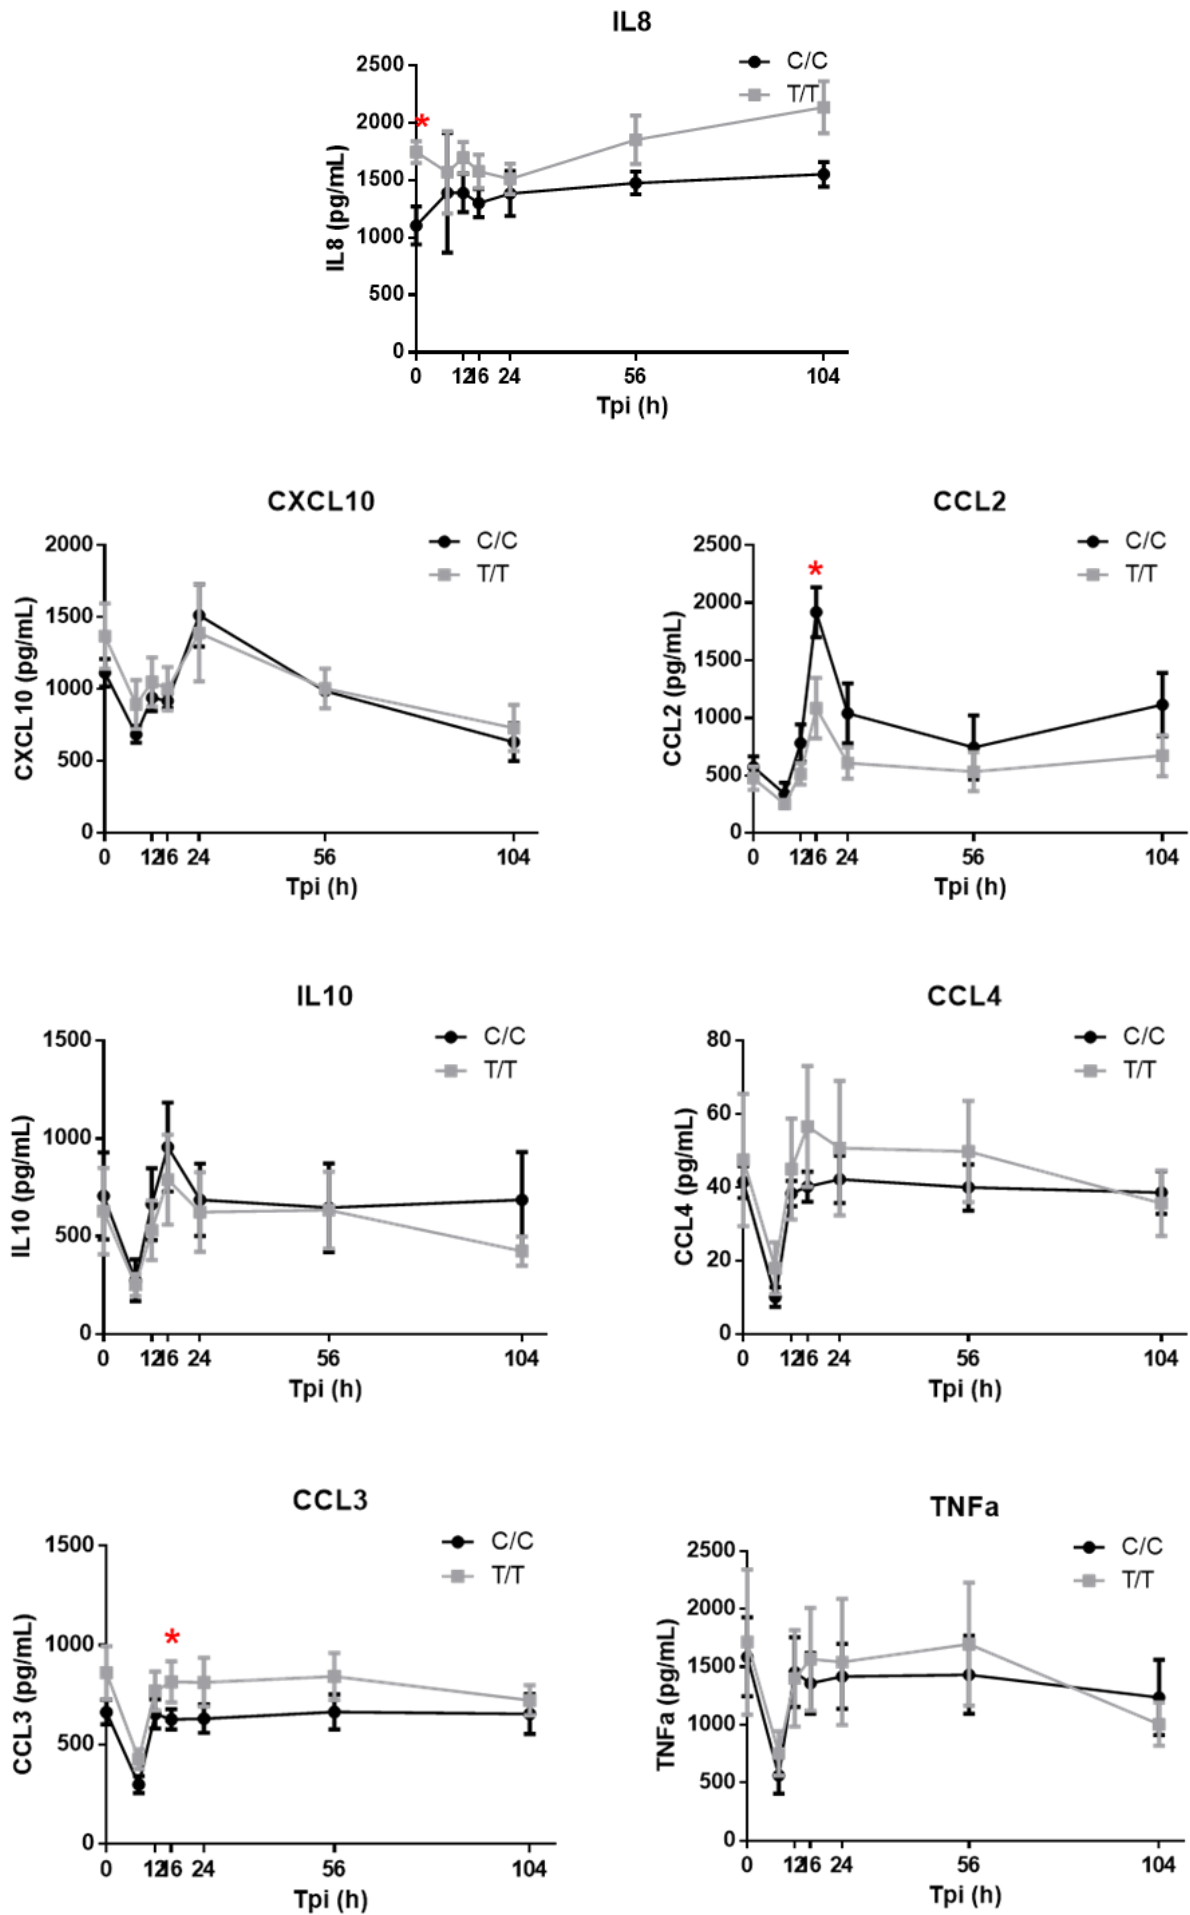 IL8
C/C
T/T
*
2500
2000
1500
1000
500
0
IL8 (pg/mL)
0 12 16 24 56 104
Tpi (h)
CXCL10
C/C
T/T
2000
1500
1000
500
0
CXCL10 (pg/mL)
0 12 16 24 56 104
Tpi (h)
CCL2
C/C
T/T
*
2500
2000
1500
1000
500
0
CCL2 (pg/mL)
0 12 16 24 56 104
Tpi (h)
IL10
C/C
T/T
1500
1000
500
0
IL10 (pg/mL)
0 12 16 24 56 104
Tpi (h)
CCL4
C/C
T/T
80
60
40
20
0
CCL4 (pg/mL)
0 12 16 24 56 104
Tpi (h)
CCL3
C/C
T/T
*
1500
1000
500
0
CCL3 (pg/mL)
0 12 16 24 56 104
Tpi (h)
TNFa
C/C
T/T
2500
2000
1500
1000
500
0
TNFa (pg/mL)
0 12 16 24 56 104
Tpi (h)